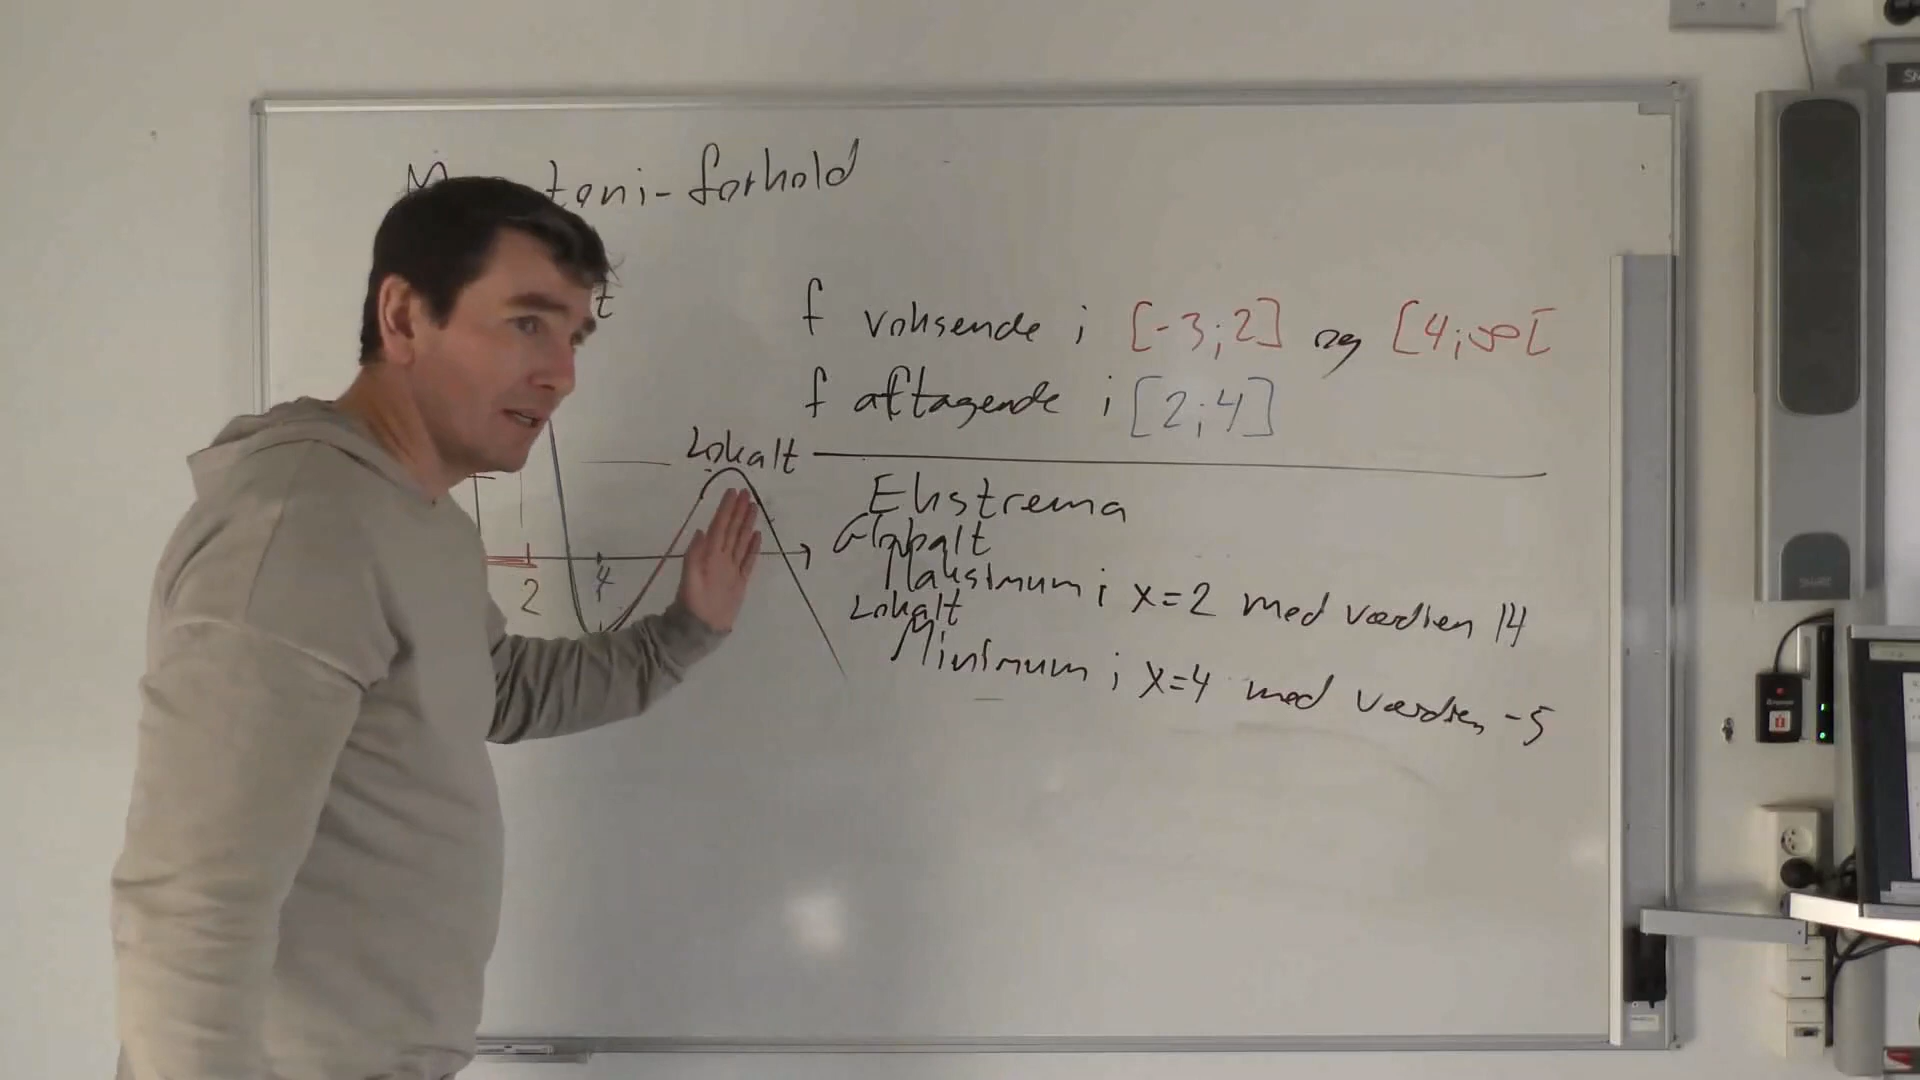 toni-forhold
f voksende i [-3;2] og [4;∞[
f aftagende i [2;4]
Lokalt
Ekstrema
Globalt
Maksimum i x=2 med værdien 14
Lokalt
Minimum i x=4 med værdien -5
2
4